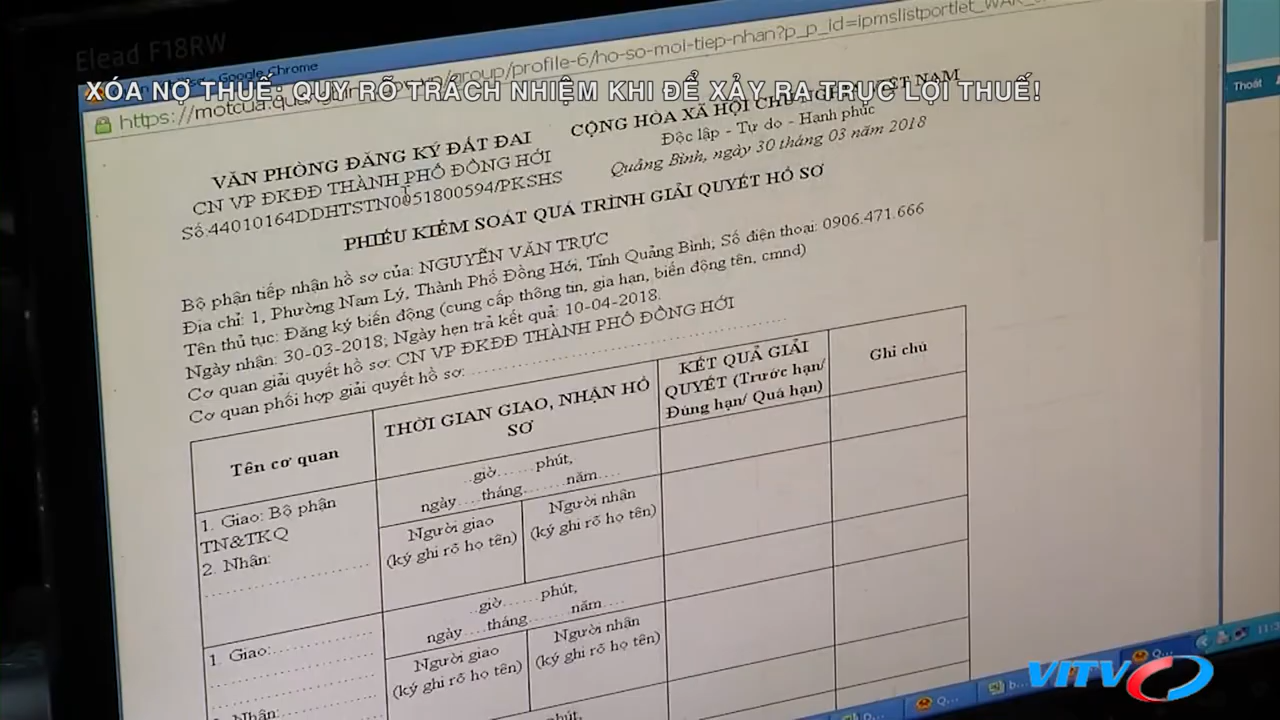 Elead F18RW
Google Chrome
XÓA NỢ THUẾ: QUY RÕ TRÁCH NHIỆM KHI ĐỂ XẢY RA TRỤC LỢI THUẾ!
/group/profile-6/ho-so-moi-tiep-nhan?p_p_id=ipmslistportlet_WAR_
https://motcua.qua
Thoát
VĂN PHÒNG ĐĂNG KÝ ĐẤT ĐAI
CN VP ĐKĐĐ THÀNH PHỐ ĐỒNG HỚI
Số:44010164DDHTSTN0051800594/PKSHS
CỘNG HÒA XÃ HỘI CHỦ NGHĨA VIỆT NAM
Độc lập - Tự do - Hạnh phúc
Quảng Bình, ngày 30 tháng 03 năm 2018
PHIẾU KIỂM SOÁT QUÁ TRÌNH GIẢI QUYẾT HỒ SƠ
Bộ phận tiếp nhận hồ sơ của: NGUYỄN VĂN TRỰC
Địa chỉ: 1, Phường Nam Lý, Thành Phố Đồng Hới, Tỉnh Quảng Bình; Số điện thoại: 0906.471.666
Tên thủ tục: Đăng ký biến động (cung cấp thông tin, gia hạn, biến động tên, cmnd)
Ngày nhận: 30-03-2018; Ngày hẹn trả kết quả: 10-04-2018.
Cơ quan giải quyết hồ sơ: CN VP ĐKĐĐ THÀNH PHỐ ĐỒNG HỚI
Cơ quan phối hợp giải quyết hồ sơ:
Tên cơ quan
THỜI GIAN GIAO, NHẬN HỒ
SƠ
KẾT QUẢ GIẢI
QUYẾT (Trước hạn/
Đúng hạn/ Quá hạn)
Ghi chú
1. Giao: Bộ phận
TN&TKQ
2. Nhận:
..giờ......phút,
ngày....tháng.......năm....
Người giao
(ký ghi rõ họ tên)
Người nhận
(ký ghi rõ họ tên)
1. Giao:
..giờ......phút,
ngày....tháng.......năm....
Người giao
(ký ghi rõ họ tên)
Người nhận
(ký ghi rõ họ tên)
phút,
VITV